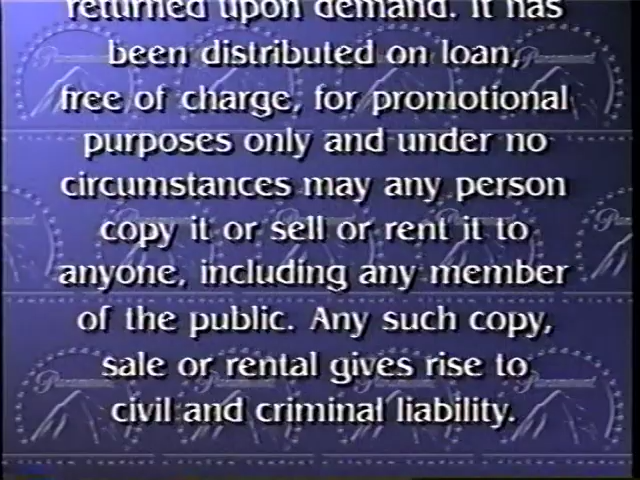 returned upon demand. It has
been distributed on loan,
free of charge, for promotional
purposes only and under no
circumstances may any person
copy it or sell or rent it to
anyone, including any member
of the public. Any such copy,
sale or rental gives rise to
civil and criminal liability.